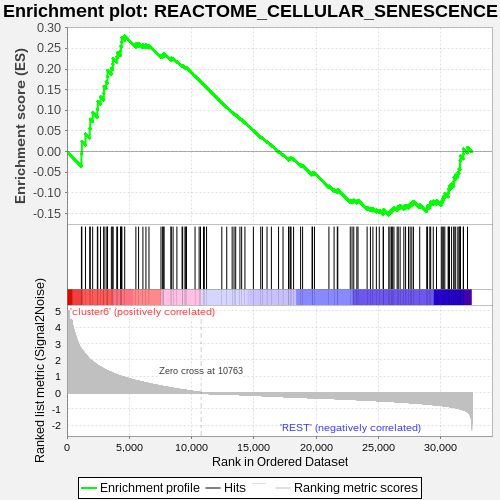 Enrichment plot: REACTOME_CELLULAR_SENESCENCE
Enrichment score (ES)
0.30
0.25
0.20
0.15
0.10
0.05
0.00
-0.05
-0.10
-0.15
Ranked list metric (Signal2Noise)
5
4
3
2
1
0
-1
-2
'cluster6' (positively correlated)
Zero cross at 10763
'REST' (negatively correlated)
0
5,000
10,000
15,000
20,000
25,000
30,000
Rank in Ordered Dataset
Enrichment profile
Hits
Ranking metric scores